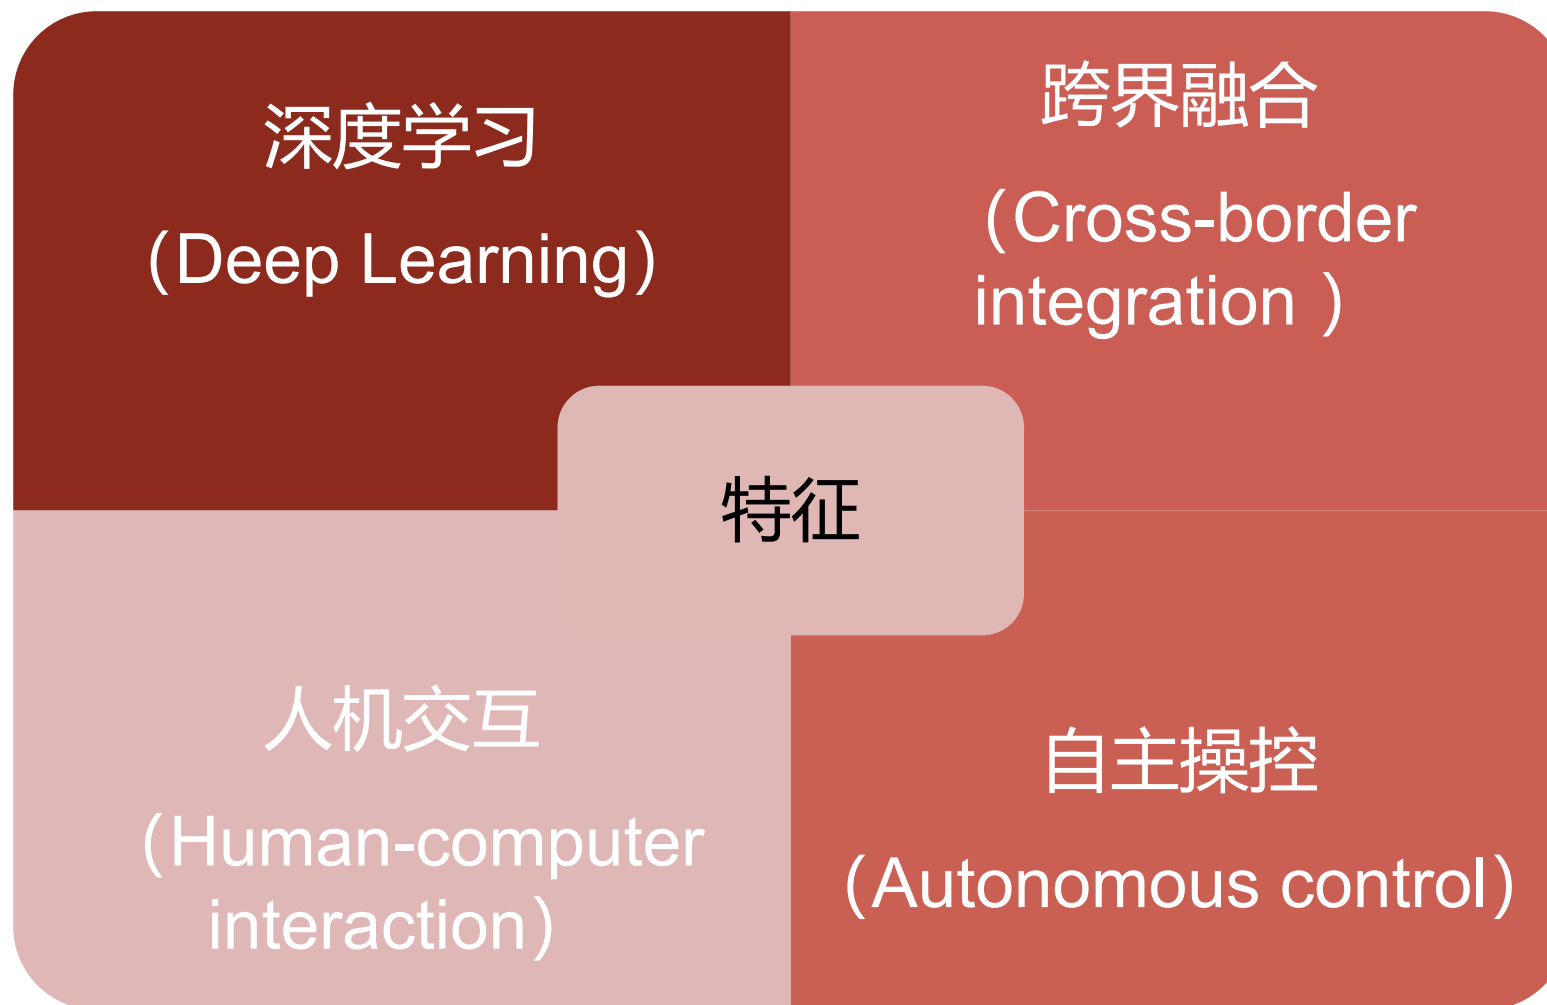 深度学习
（Deep Learning）
跨界融合
（Cross-border
integration ）
特征
人机交互
（Human-computer
interaction）
自主操控
（Autonomous control）